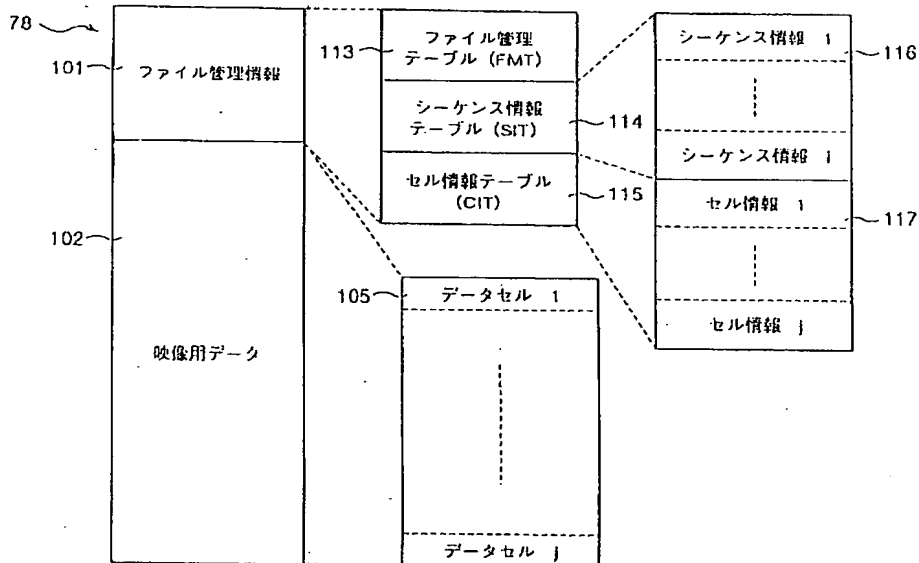 78
101
ファイル管理情報
102
映像用データ
113
ファイル管理
テーブル (FMT)
シーケンス情報
テーブル (SIT)
114
セル情報テーブル
(CIT)
115
シーケンス情報 1
116
シーケンス情報 i
セル情報 1
117
セル情報 j
105
データセル 1
データセル j